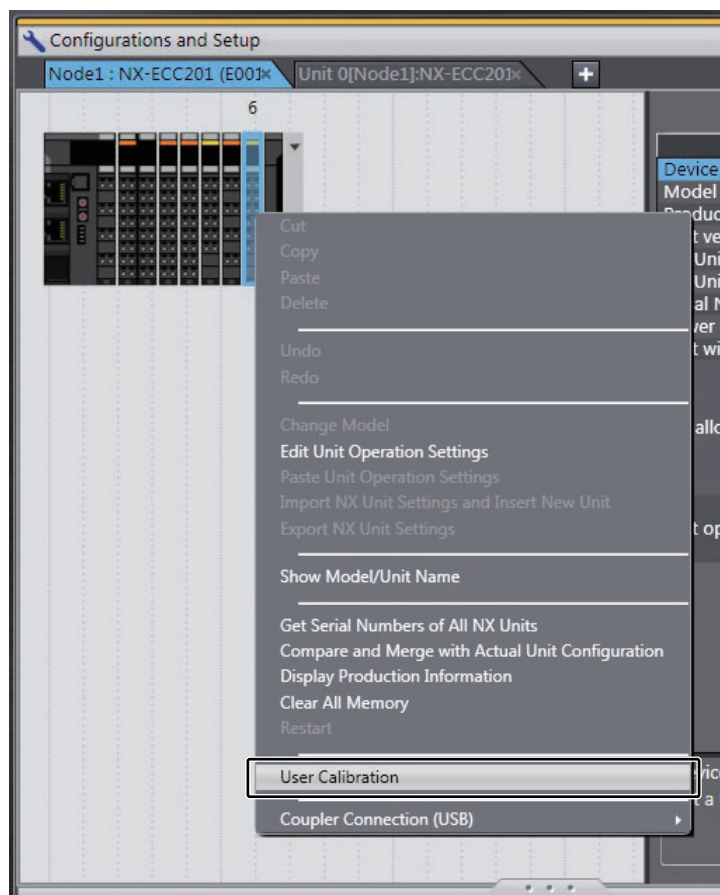 Configurations and Setup
Node1 : NX-ECC201 (E001
Unit 0[Node1]:NX-ECC201
6
Device
Model
Cut
Copy
Paste
Delete
Undo
Redo
Change Model
Edit Unit Operation Settings
Paste Unit Operation Settings
Import NX Unit Settings and Insert New Unit
Export NX Unit Settings
Show Model/Unit Name
Get Serial Numbers of All NX Units
Compare and Merge with Actual Unit Configuration
Display Production Information
Clear All Memory
Restart
User Calibration
Coupler Connection (USB)